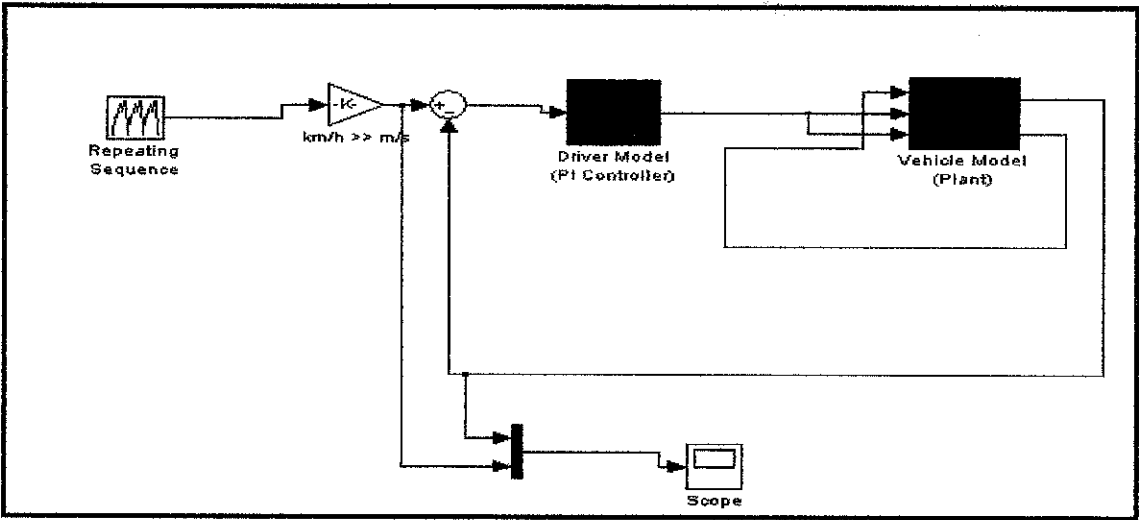 -K-
km/h >> m/s
Repeating
Sequence
+
-
Driver Model
(PI Controller)
Vehicle Model
(Plant)
Scope